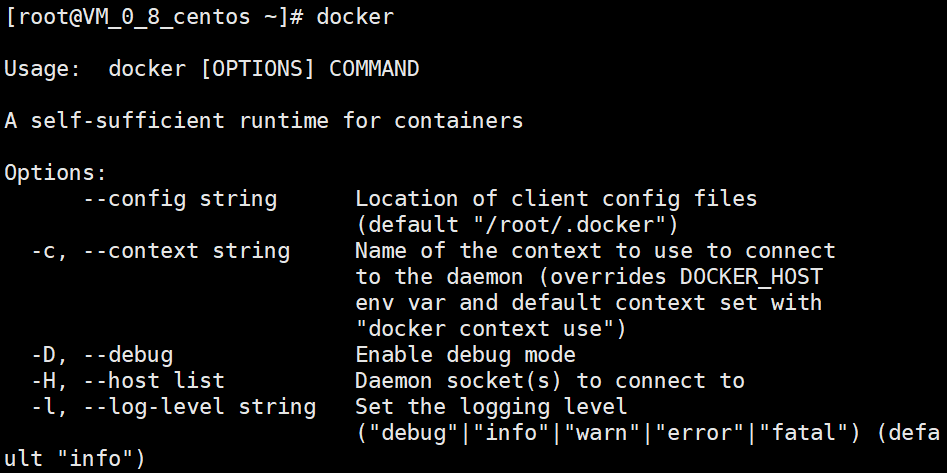 [root@VM_0_8_centos ~]# docker
Usage:  docker [OPTIONS] COMMAND
A self-sufficient runtime for containers
Options:
      --config string      Location of client config files
                           (default "/root/.docker")
  -c, --context string     Name of the context to use to connect
                           to the daemon (overrides DOCKER_HOST
                           env var and default context set with
                           "docker context use")
  -D, --debug              Enable debug mode
  -H, --host list          Daemon socket(s) to connect to
  -l, --log-level string   Set the logging level
                           ("debug"|"info"|"warn"|"error"|"fatal") (defa
ult "info")